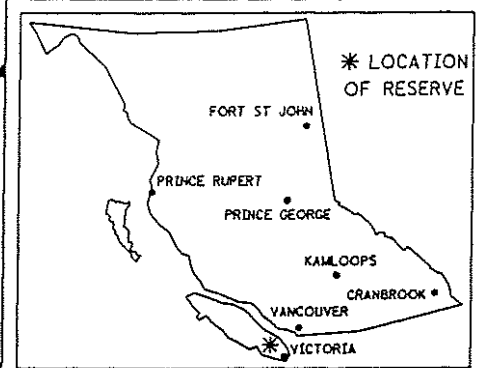 * LOCATION
OF RESERVE
FORT ST JOHN
PRINCE RUPERT
PRINCE GEORGE
KAMLOOPS
CRANBROOK
VANCOUVER
VICTORIA